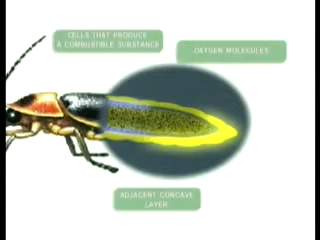 CELLS THAT PRODUCE
A COMBUSTIBLE SUBSTANCE
OXYGEN MOLECULES
ADJACENT CONCAVE
LAYER